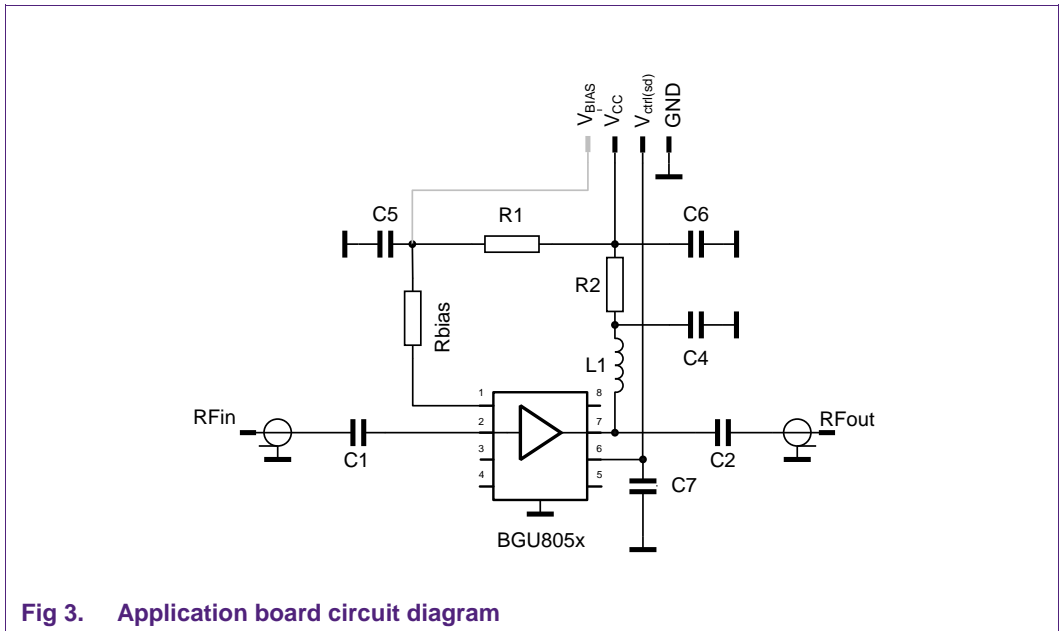 VBIAS
VCC
Vctrl(sd)
GND
C5
R1
C6
R2
Rbias
C4
L1
1
8
RFin
2
7
RFout
C1
C2
3
6
4
5
C7
BGU805x
Fig 3. Application board circuit diagram